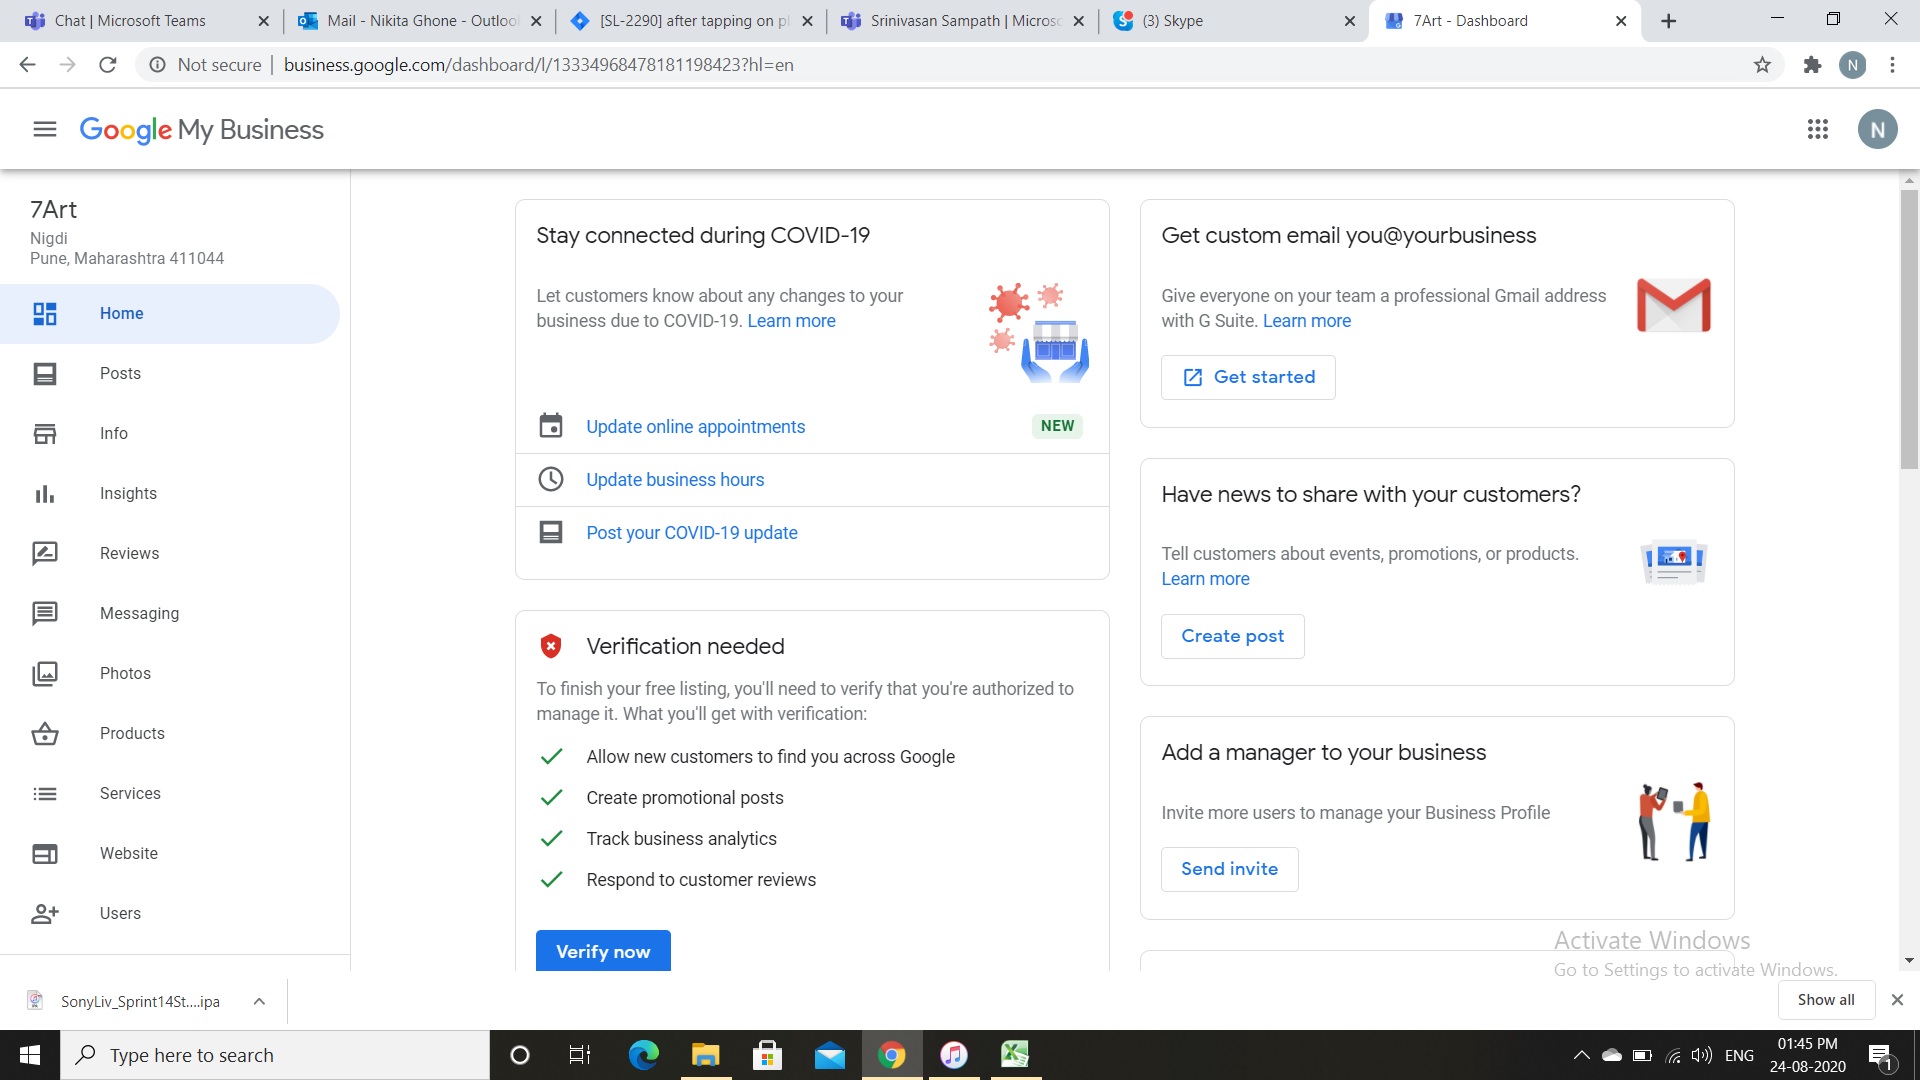 Chat | Microsoft Teams
Mail - Nikita Ghone - Outloo
[SL-2290] after tapping on pl
Srinivasan Sampath | Microso
(3) Skype
7Art - Dashboard
Not secure
business.google.com/dashboard/l/13334968478181198423?hl=en
N
Google My Business
N
7Art
Nigdi
Pune, Maharashtra 411044
Home
Posts
Info
Insights
Reviews
Messaging
Photos
Products
Services
Website
Users
Stay connected during COVID-19
Let customers know about any changes to your
business due to COVID-19. Learn more
Update online appointments
NEW
Update business hours
Post your COVID-19 update
Verification needed
To finish your free listing, you'll need to verify that you're authorized to
manage it. What you'll get with verification:
Allow new customers to find you across Google
Create promotional posts
Track business analytics
Respond to customer reviews
Verify now
Get custom email you@yourbusiness
Give everyone on your team a professional Gmail address
with G Suite. Learn more
Get started
Have news to share with your customers?
Tell customers about events, promotions, or products.
Learn more
Create post
Add a manager to your business
Invite more users to manage your Business Profile
Send invite
Activate Windows
Go to Settings to activate Windows.
SonyLiv_Sprint14St....ipa
Show all
Type here to search
ENG
01:45 PM
24-08-2020
1